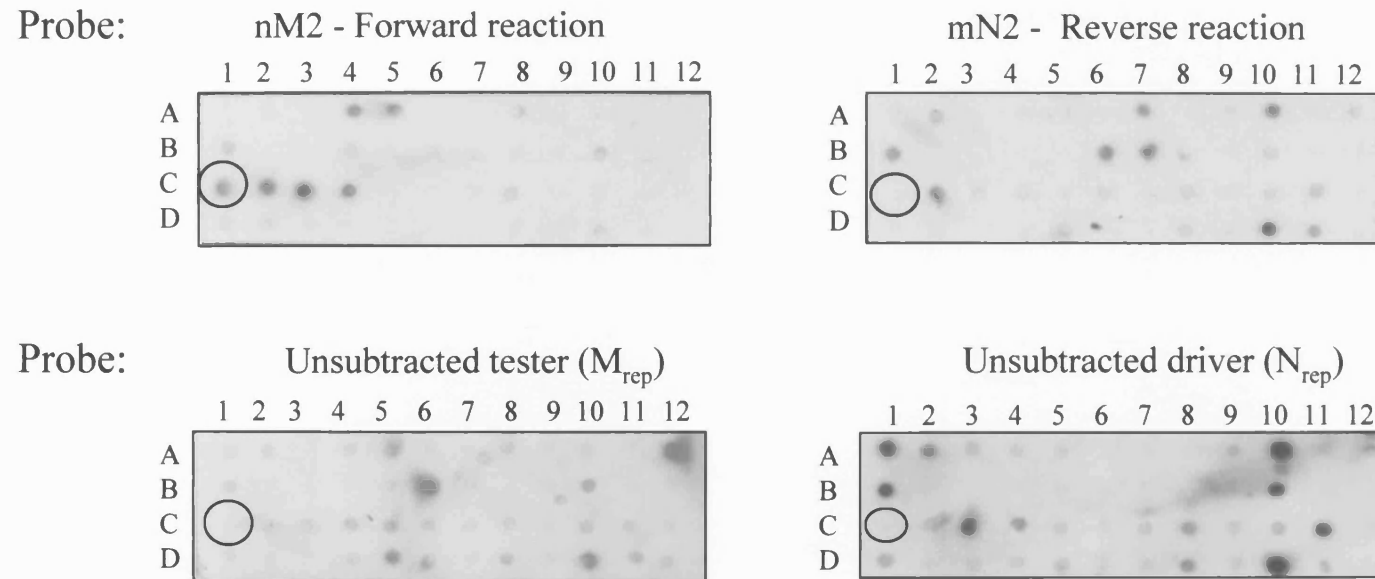 Probe: nM2 - Forward reaction mN2 - Reverse reaction
1 2 3 4 5 6 7 8 9 10 11 12 1 2 3 4 5 6 7 8 9 10 11 12
A A
B B
C C
D D
Probe: Unsubtracted tester (Mrep) Unsubtracted driver (Nrep)
1 2 3 4 5 6 7 8 9 10 11 12 1 2 3 4 5 6 7 8 9 10 11 12
A A
B B
C C
D D